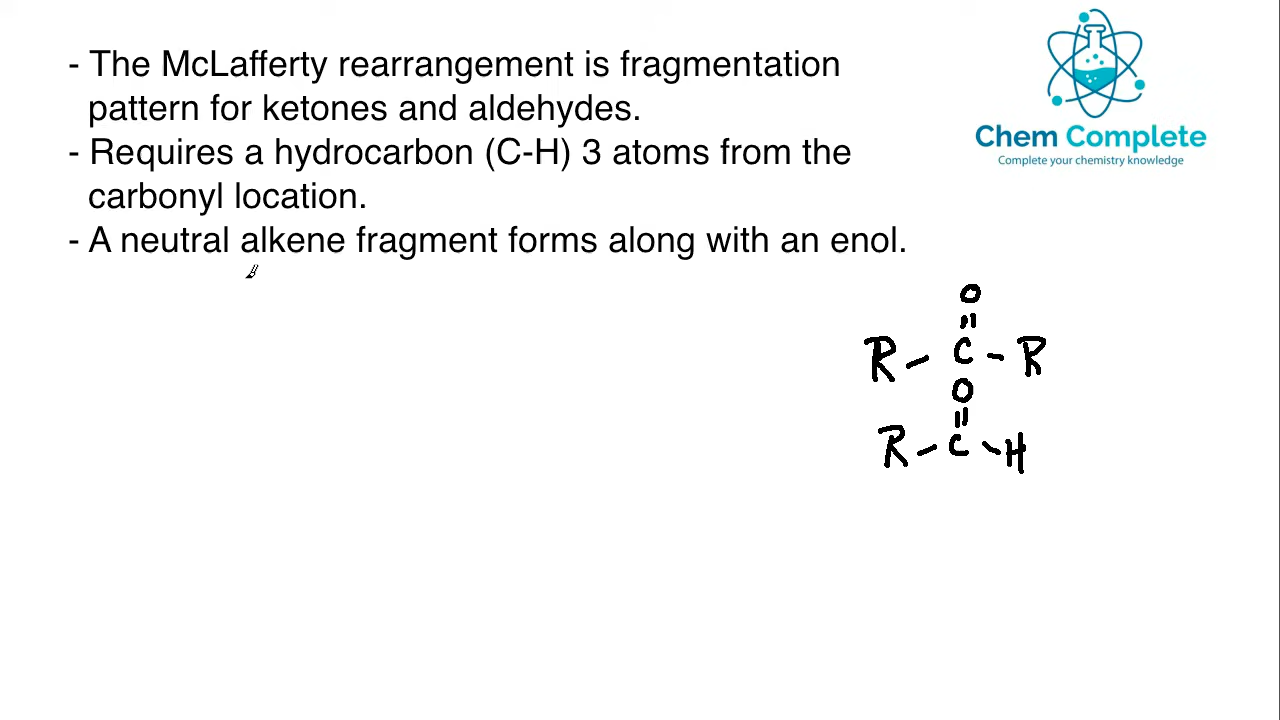 - The McLafferty rearrangement is fragmentation
pattern for ketones and aldehydes.
- Requires a hydrocarbon (C-H) 3 atoms from the
carbonyl location.
- A neutral alkene fragment forms along with an enol.
Chem Complete
Complete your chemistry knowledge
O
R - C - R
O
R - C - H